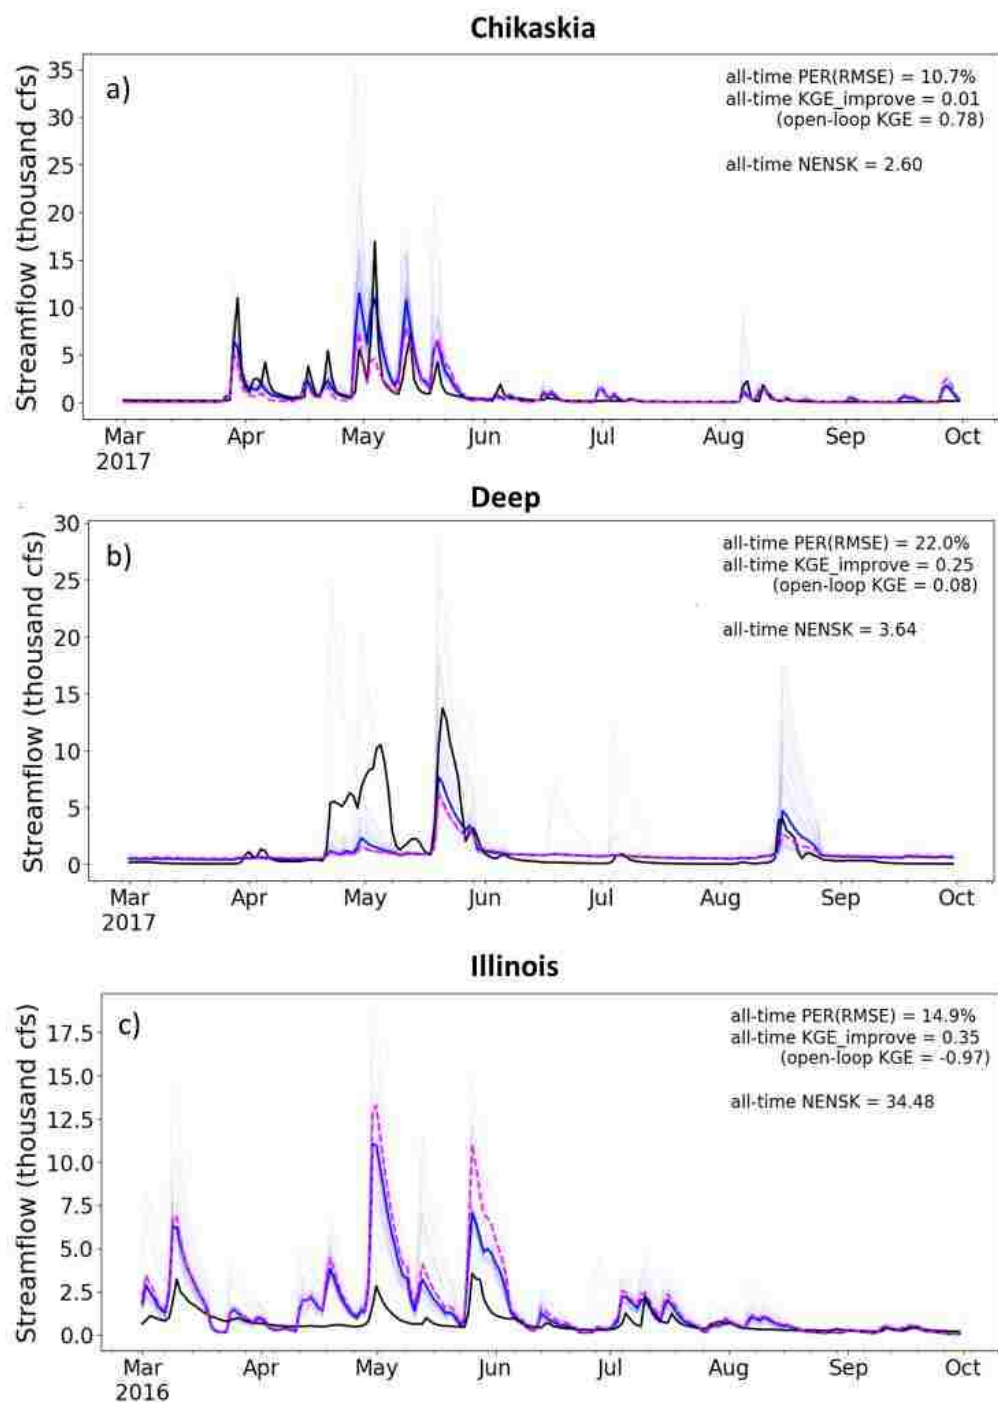 Chikaskia
Streamflow (thousand cfs)
a)
all-time PER(RMSE) = 10.7%
all-time KGE_improve = 0.01
(open-loop KGE = 0.78)
all-time NENSK = 2.60
35
30
25
20
15
10
5
0
Mar Apr May Jun Jul Aug Sep Oct
2017
Deep
Streamflow (thousand cfs)
b)
all-time PER(RMSE) = 22.0%
all-time KGE_improve = 0.25
(open-loop KGE = 0.08)
all-time NENSK = 3.64
30
25
20
15
10
5
0
Mar Apr May Jun Jul Aug Sep Oct
2017
Illinois
Streamflow (thousand cfs)
c)
all-time PER(RMSE) = 14.9%
all-time KGE_improve = 0.35
(open-loop KGE = -0.97)
all-time NENSK = 34.48
17.5
15.0
12.5
10.0
7.5
5.0
2.5
0.0
Mar Apr May Jun Jul Aug Sep Oct
2016